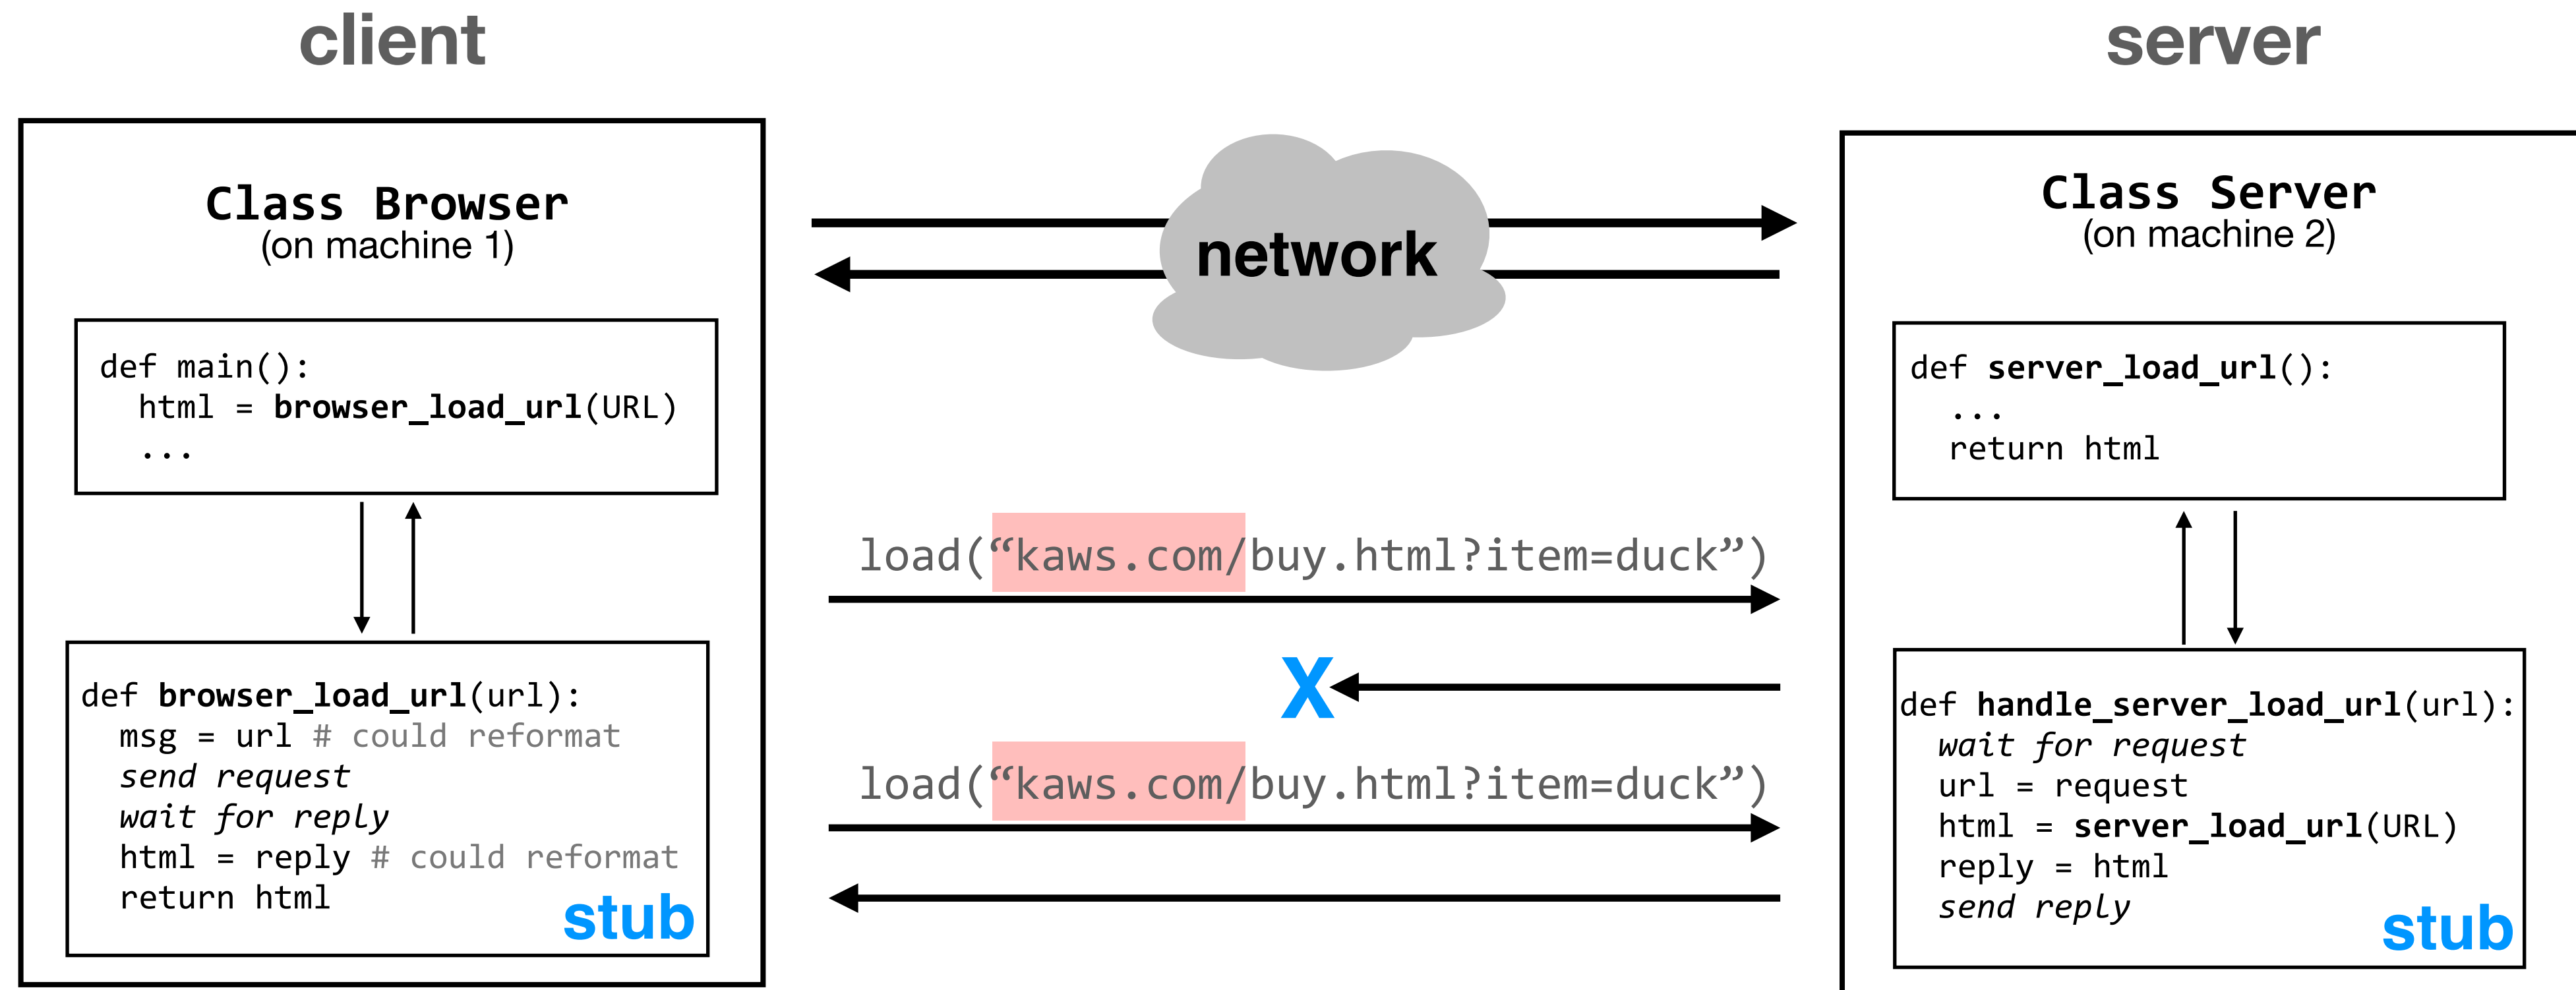 client
server
Class Browser
(on machine 1)
def main():
html = browser_load_url(URL)
...
def browser_load_url(url):
msg = url # could reformat
send request
wait for reply
html = reply # could reformat
return html
stub
network
load(“kaws.com/buy.html?item=duck”)
X
load(“kaws.com/buy.html?item=duck”)
Class Server
(on machine 2)
def server_load_url():
...
return html
def handle_server_load_url(url):
wait for request
url = request
html = server_load_url(URL)
reply = html
send reply
stub